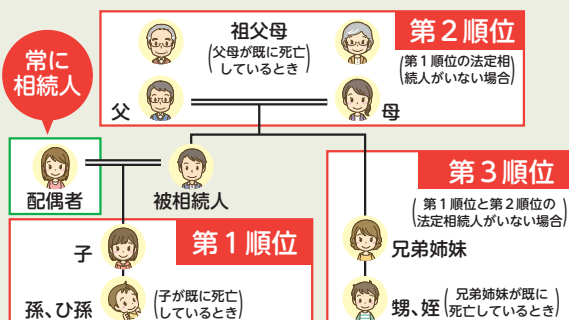 常に
相続人
祖父母
(父母が既に死亡
しているとき)
第2順位
(第1順位の法定相
続人がいない場合)
父
母
配偶者
被相続人
第3順位
(第1順位と第2順位の
法定相続人がいない場合)
第1順位
子
兄弟姉妹
孫、ひ孫
(子が既に死亡
しているとき)
甥、姪
(兄弟姉妹が既に
死亡しているとき)